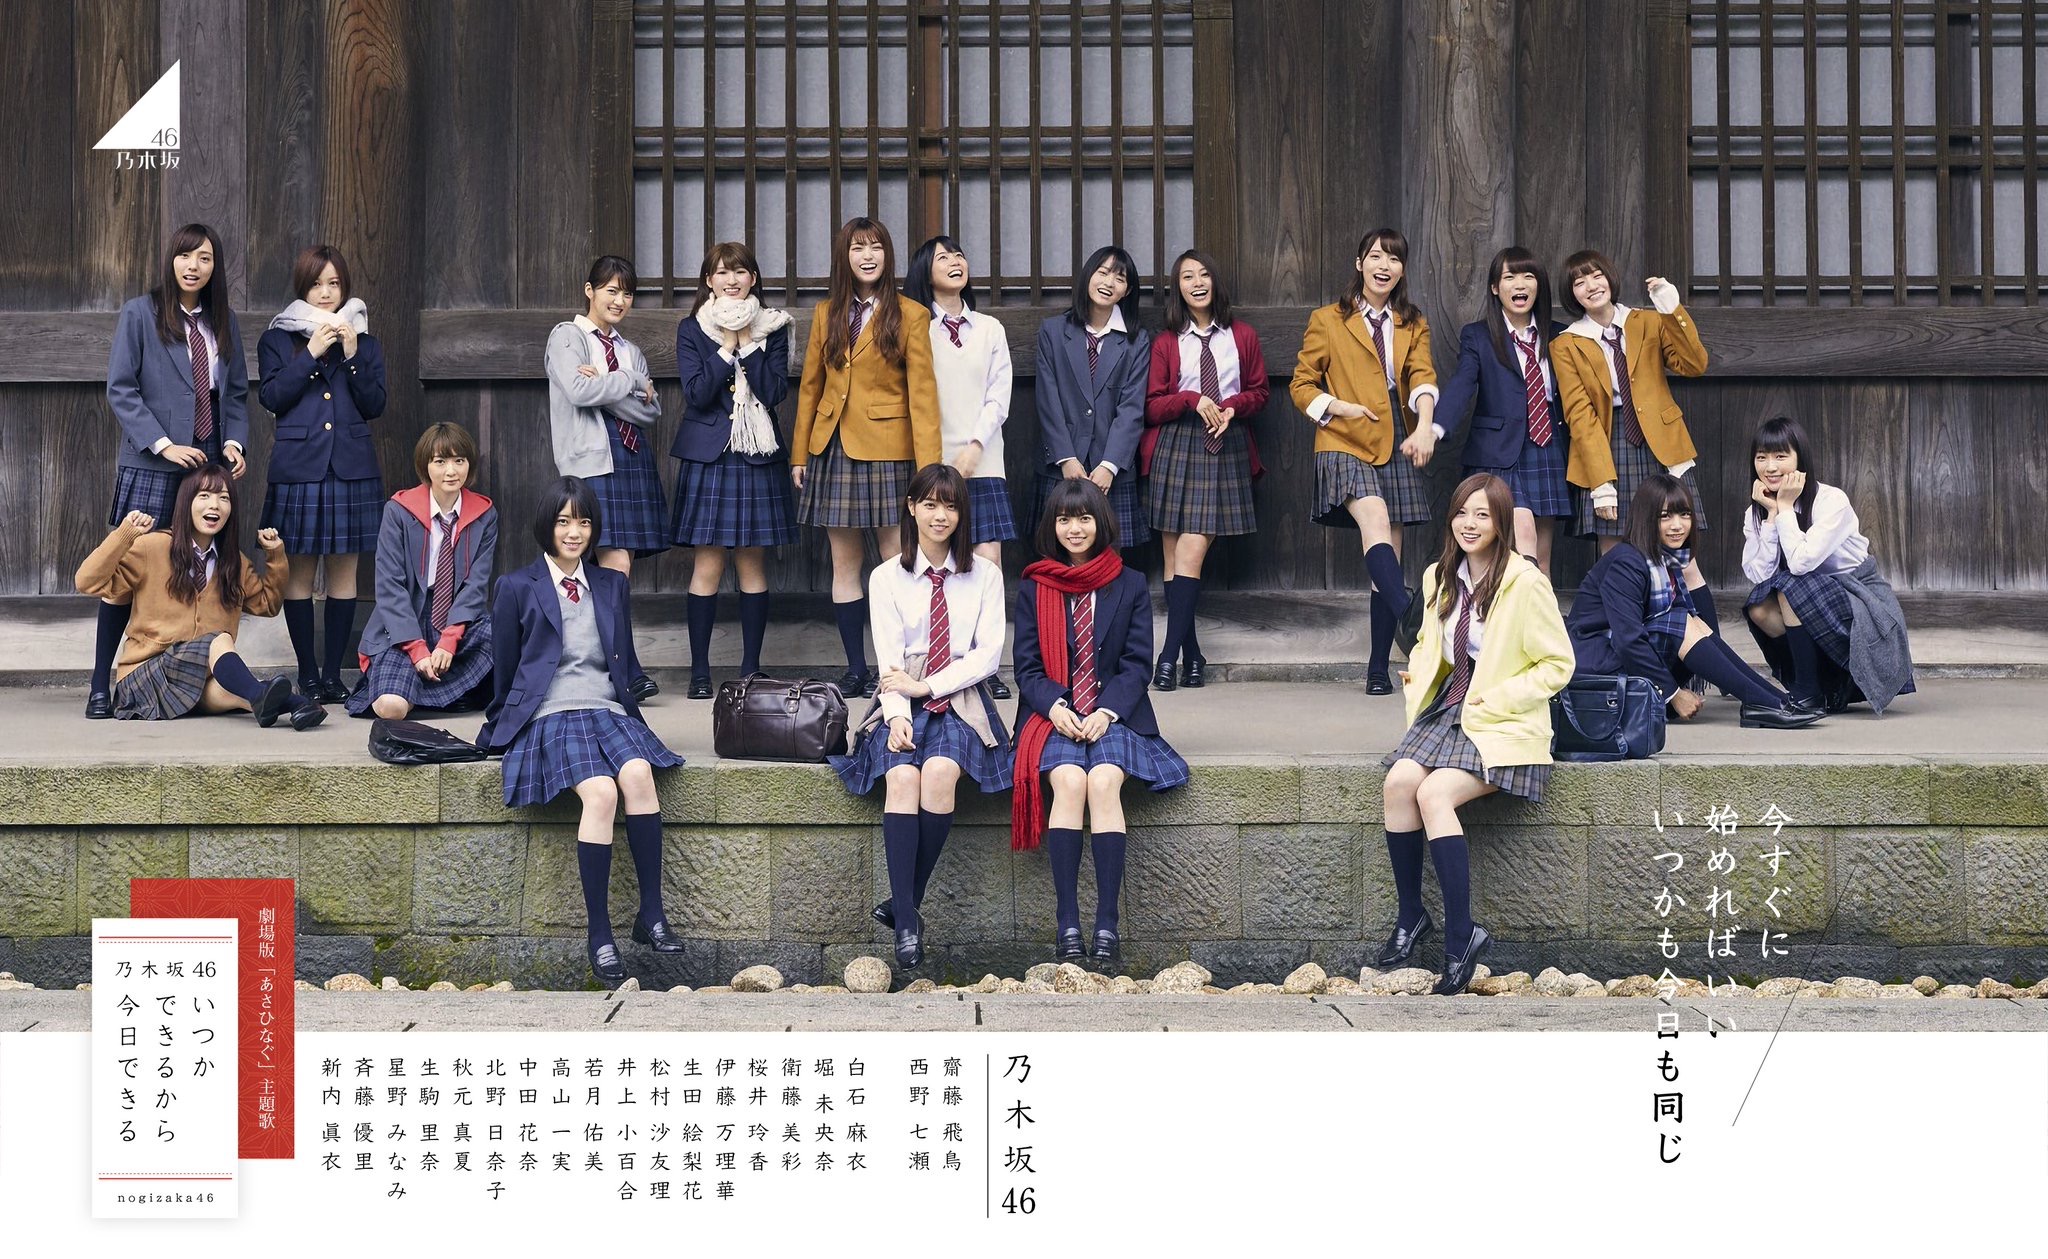 46
乃木坂
今すぐに
始めればいい
いつかも今日も同じ
劇場版「あさひなぐ」主題歌
乃木坂46
いつか
できるから
今日できる
nogizaka46
乃木坂46
齋藤 飛鳥
西野 七瀬
白石 麻衣
堀 未央奈
衛藤 美彩
桜井 玲香
伊藤 万理華
生田 絵梨花
松村 沙友理
井上 小百合
若月 佑美
高山 一実
中田 花奈
北野 日奈子
秋元 真夏
生駒 里奈
星野 みなみ
斉藤 優里
新内 眞衣